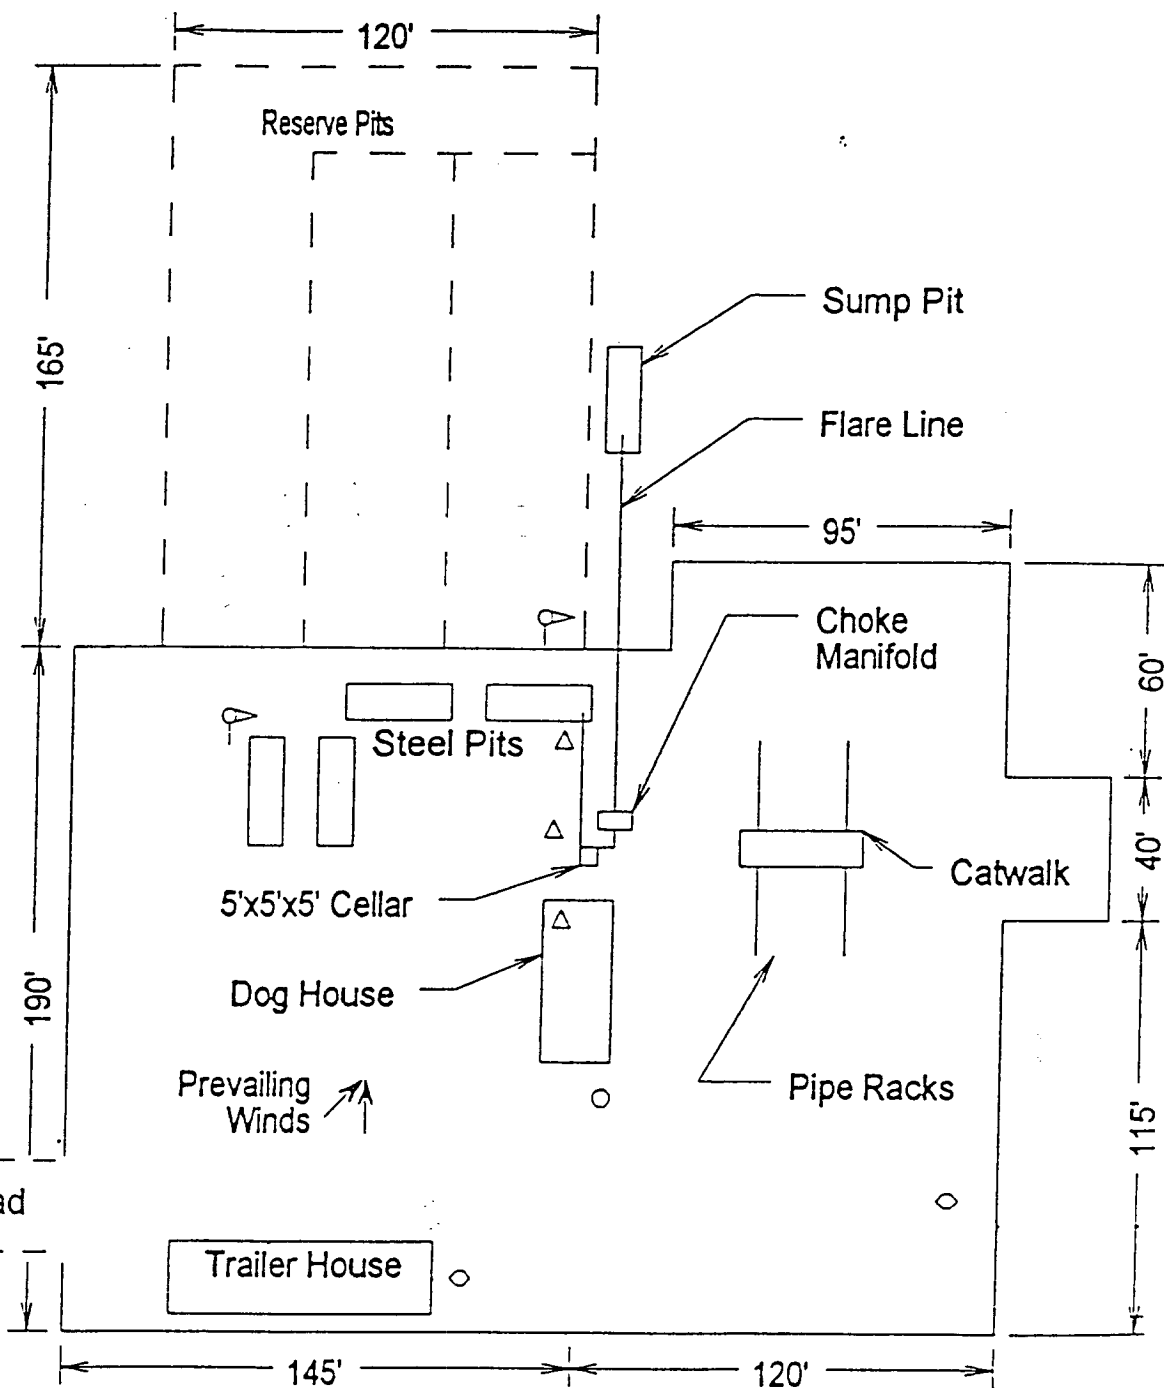 120'
Reserve Pits
165'
Sump Pit
Flare Line
95'
Choke
Manifold
60'
Steel Pits
40'
Catwalk
5'x5'x5' Cellar
Dog House
190'
Prevailing
Winds
Pipe Racks
115'
Trailer House
145'
120'